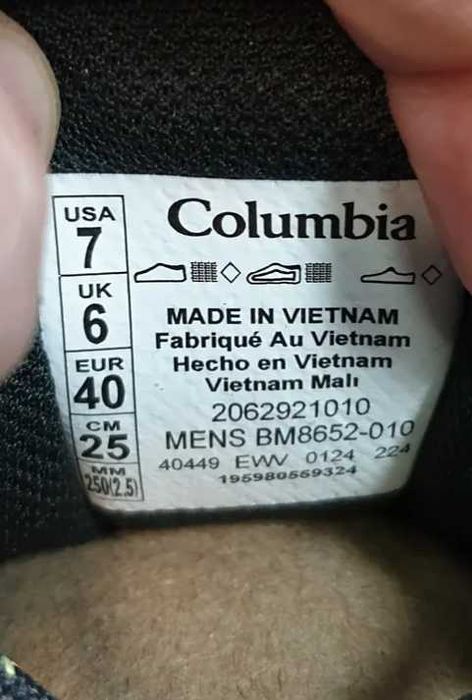 USA
7
UK
6
EUR
40
CM
25
MM
250(2.5)
Columbia
MADE IN VIETNAM
Fabriqué Au Vietnam
Hecho en Vietnam
Vietnam Malı
2062921010
MENS BM8652-010
40449 EWV 0124 224
195980559324